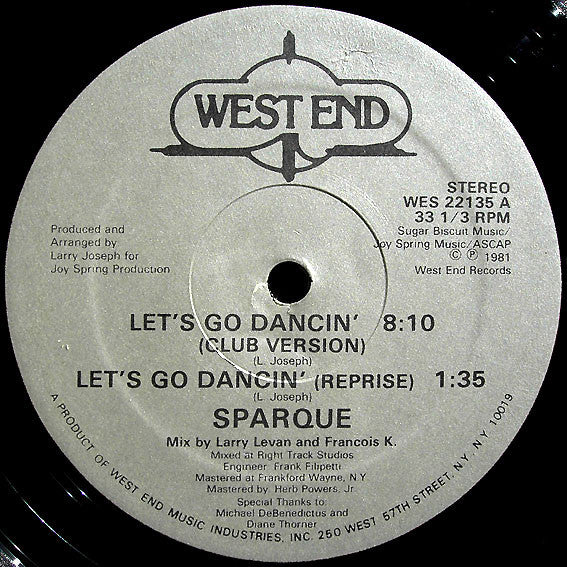 WEST END
STEREO
WES 22135 A
33 1/3 RPM
Sugar Biscuit Music/
Joy Spring Music/ASCAP
© ℗ 1981
West End Records
Produced and
Arranged by
Larry Joseph for
Joy Spring Production
LET'S GO DANCIN' 8:10
(CLUB VERSION)
(L. Joseph)
LET'S GO DANCIN' (REPRISE) 1:35
(L. Joseph)
SPARQUE
Mix by Larry Levan and Francois K.
Mixed at Right Track Studios
Engineer Frank Filipetti
Mastered at Frankford Wayne, N.Y
Mastered by Herb Powers, Jr.
Special Thanks to:
Michael DeBenedictus and
Diane Thorner
A PRODUCT OF WEST END MUSIC INDUSTRIES, INC. 250 WEST 57TH STREET, N.Y. N.Y. 10019